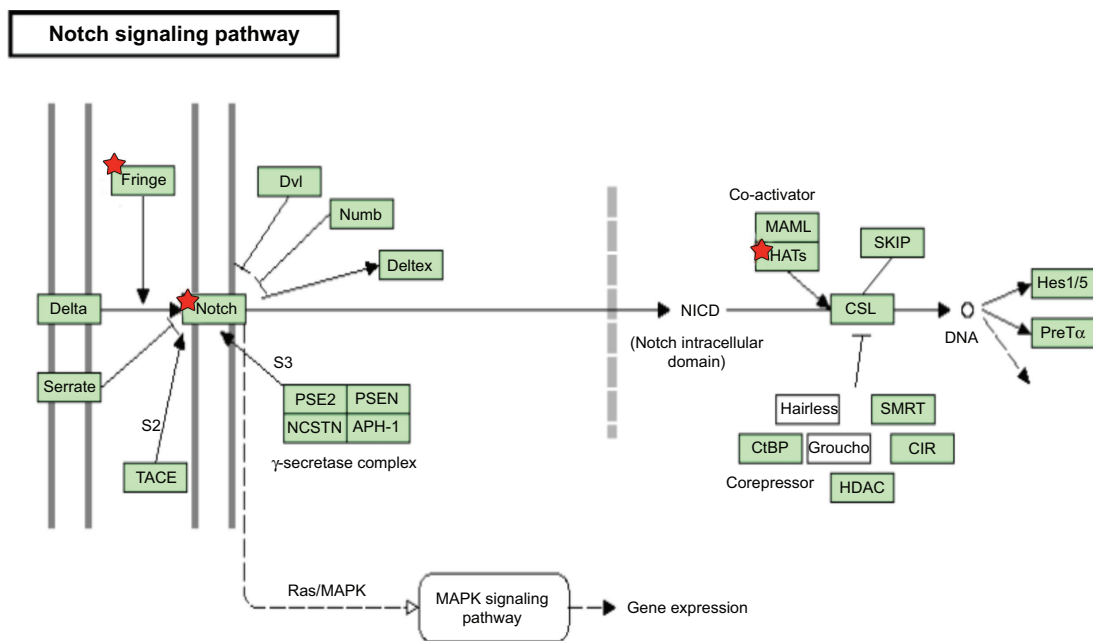 Notch signaling pathway
Fringe
Dvl
Numb
Deltex
Co-activator
MAML
HATs
SKIP
Delta
Notch
NICD
(Notch intracellular
domain)
CSL
DNA
Hes1/5
PreTα
Serrate
S2
S3
TACE
PSE2
PSEN
NCSTN
APH-1
γ-secretase complex
Hairless
SMRT
CtBP
Groucho
CIR
Corepressor
HDAC
Ras/MAPK
MAPK signaling
pathway
Gene expression